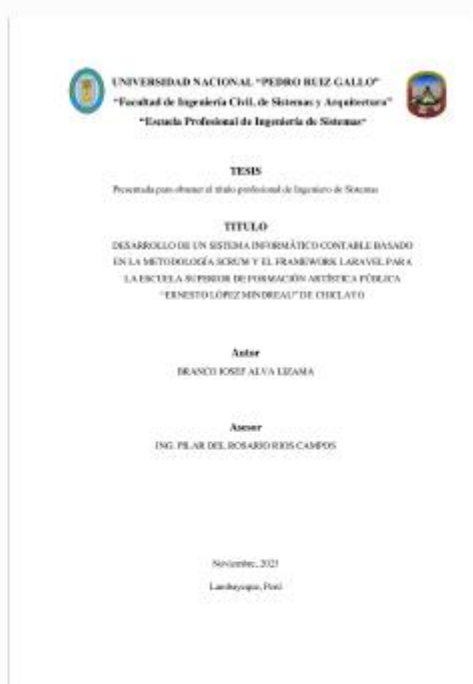 UNIVERSIDAD NACIONAL "PEDRO RUIZ GALLO"
"Facultad de Ingeniería Civil, de Sistemas y Arquitectura"
"Escuela Profesional de Ingeniería de Sistemas"
TESIS
Presentada para obtener el título profesional de Ingeniero de Sistemas
TITULO
DESARROLLO DE UN SISTEMA INFORMÁTICO CONTABLE BASADO
EN LA METODOLOGÍA SCRUM Y EL FRAMEWORK LARAVEL PARA
LA ESCUELA SUPERIOR DE FORMACIÓN ARTÍSTICA PÚBLICA
"ERNESTO LÓPEZ MINDREAU" DE CHICLAYO
Autor
BRANCO IOSEF ALVA LIZAMA
Asesor
ING. PILAR DEL ROSARIO RIOS CAMPOS
Noviembre, 2023
Lambayeque, Perú